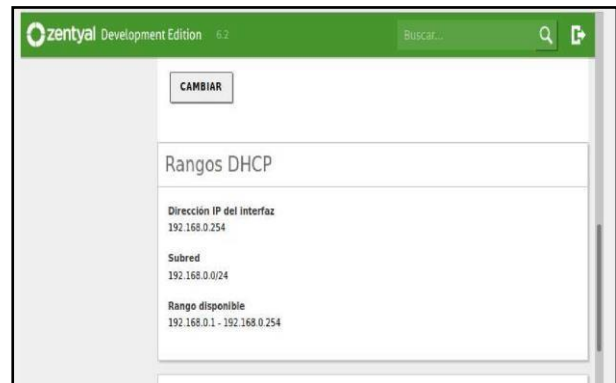 zentyal Development Edition 6.2 Buscar...
CAMBIAR
Rangos DHCP
Dirección IP del interfaz
192.168.0.254
Subred
192.168.0.0/24
Rango disponible
192.168.0.1 - 192.168.0.254